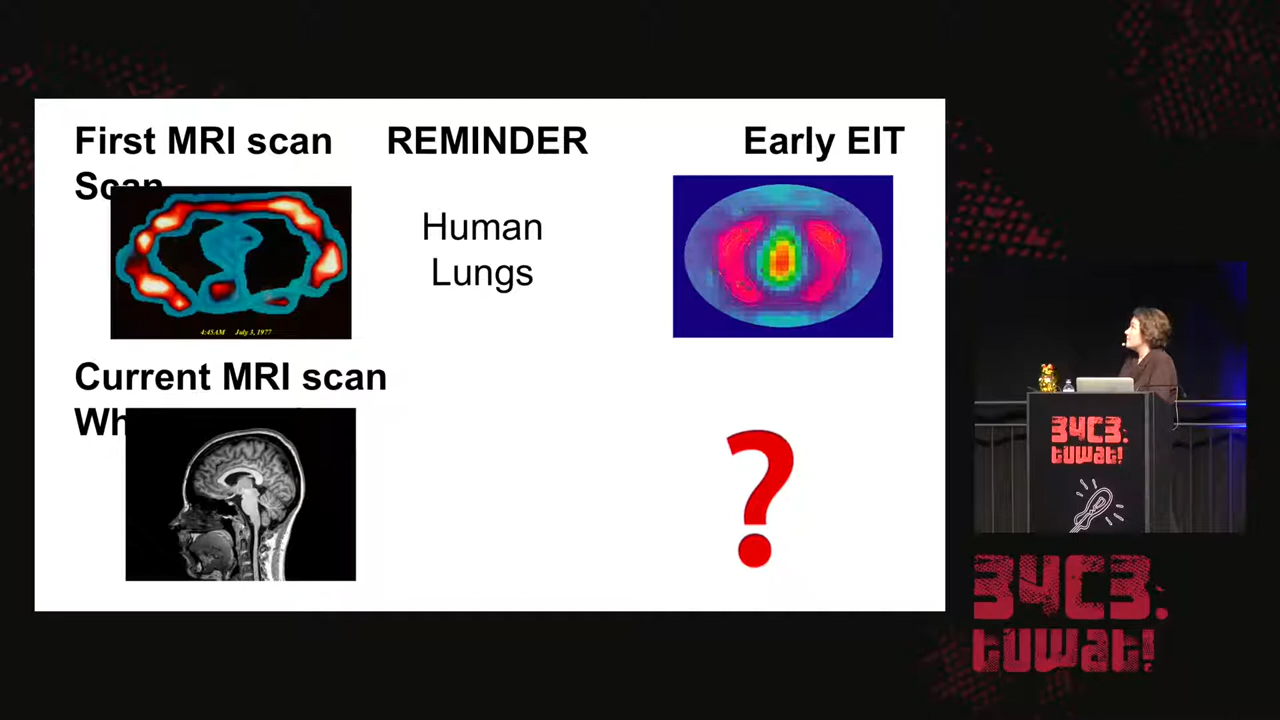 First MRI scan
Scan
REMINDER
Early EIT
Human
Lungs
4:45AM July 3, 1977
Current MRI scan
34C3.
tuwat!
34C3.
tuwat!